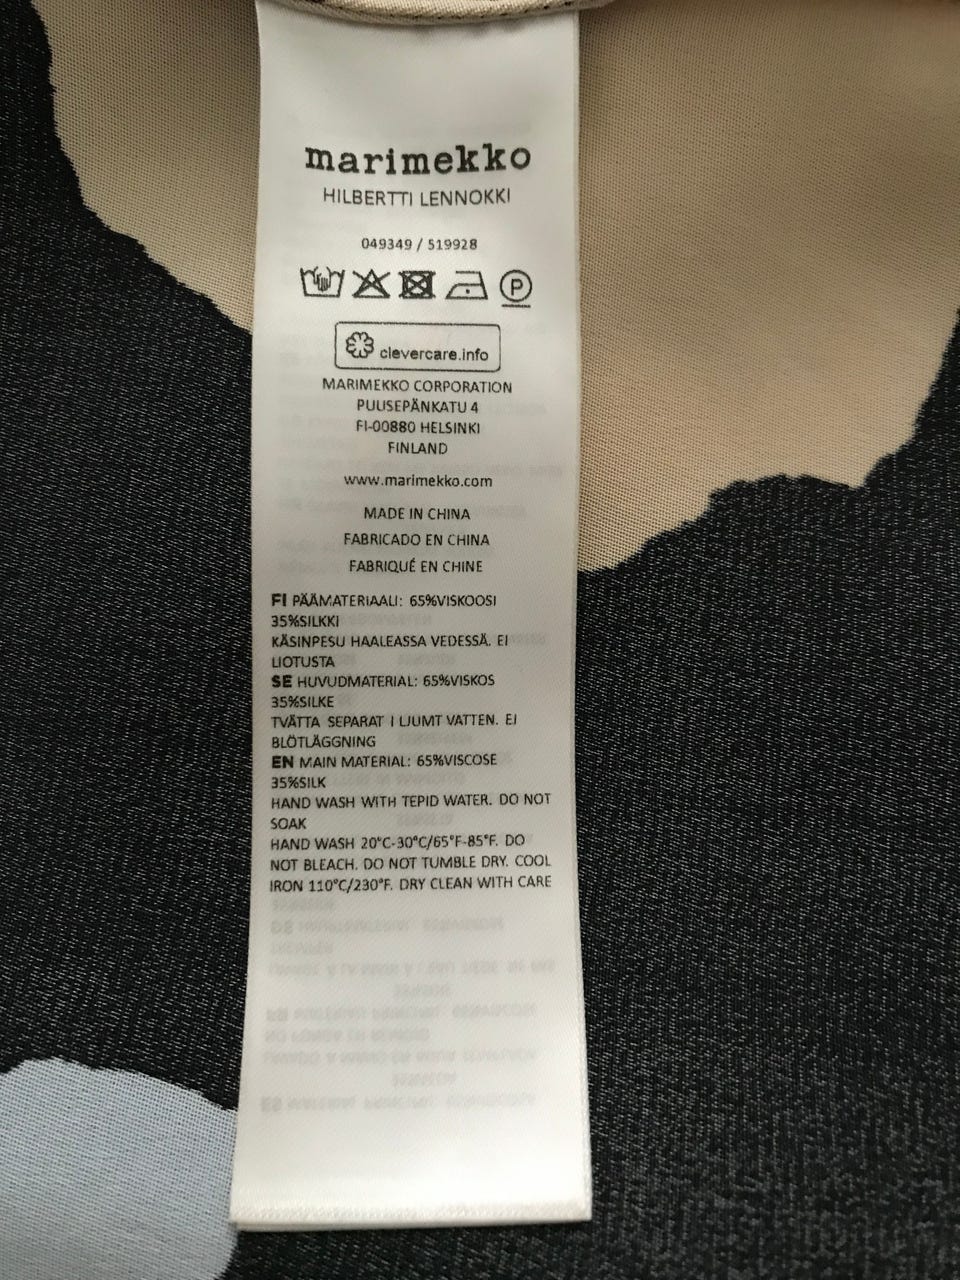 marimekko
HILBERTTI LENNOKKI
049349 / 519928
P
clevercare.info
MARIMEKKO CORPORATION
PUUSEPÄNKATU 4
FI-00880 HELSINKI
FINLAND
www.marimekko.com
MADE IN CHINA
FABRICADO EN CHINA
FABRIQUÉ EN CHINE
FI PÄÄMATERIAALI: 65%VISKOOSI
35%SILKKI
KÄSINPESU HAALEASSA VEDESSÄ. EI
LIOTUSTA
SE HUVUDMATERIAL: 65%VISKOS
35%SILKE
TVÄTTA SEPARAT I LJUMT VATTEN. EJ
BLÖTLÄGGNING
EN MAIN MATERIAL: 65%VISCOSE
35%SILK
HAND WASH WITH TEPID WATER. DO NOT
SOAK
HAND WASH 20°C-30°C/65°F-85°F. DO
NOT BLEACH. DO NOT TUMBLE DRY. COOL
IRON 110°C/230°F. DRY CLEAN WITH CARE